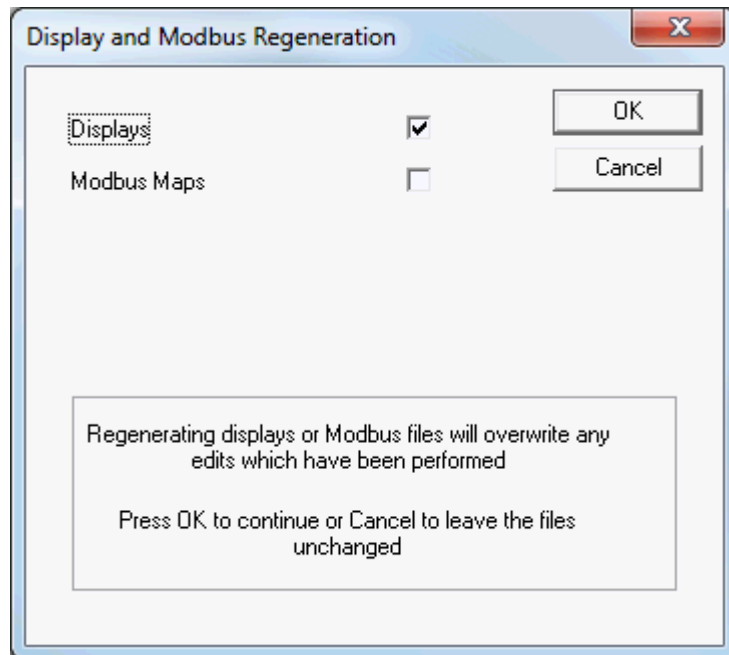 Display and Modbus Regeneration
Displays
OK
Modbus Maps
Cancel
Regenerating displays or Modbus files will overwrite any
edits which have been performed
Press OK to continue or Cancel to leave the files
unchanged